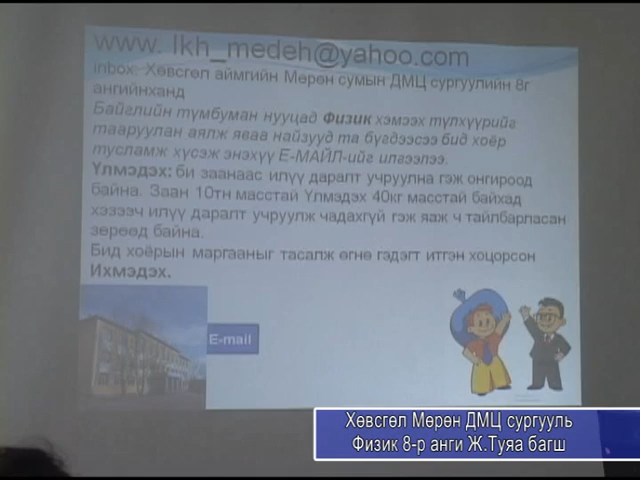 www. Ikh_medeh@yahoo.com
inbox: Хөвсгөл аймгийн Мөрөн сумын ДМЦ сургуулийн 8г
ангийнханд
Байглийн түмбуман нууцад Физик хэмээх түлхүүрийг
тааруулан аялж яваа найзууд та бүгдээсээ бид хоёр
тусламж хүсэж энэхүү Е-МАЙЛ-ийг илгээлээ.
Үлмэдэх: би заанаас илүү даралт учруулна гэж онгироод
байна. Заан 10тн масстай Үлмэдэх 40кг масстай байхад
хэзээч илүү даралт учруулж чадахгүй гэж яаж ч тайлбарласан
зөрөөд байна.
Бид хоёрын маргааныг тасалж өгнө гэдэгт итгэн хоцорсон
Ихмэдэх.
E-mail
Хөвсгөл Мөрөн ДМЦ сургууль
Физик 8-р анги Ж.Туяа багш